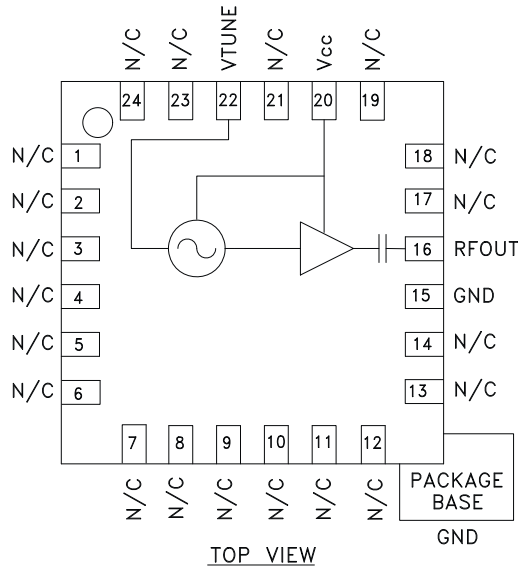 N/C N/C VTUNE N/C Vcc N/C
24 23 22 21 20 19
N/C 1 18 N/C
N/C 2 17 N/C
N/C 3 16 RFOUT
N/C 4 15 GND
N/C 5 14 N/C
N/C 6 13 N/C
7 8 9 10 11 12
N/C N/C N/C N/C N/C N/C
PACKAGE
BASE
GND
TOP VIEW